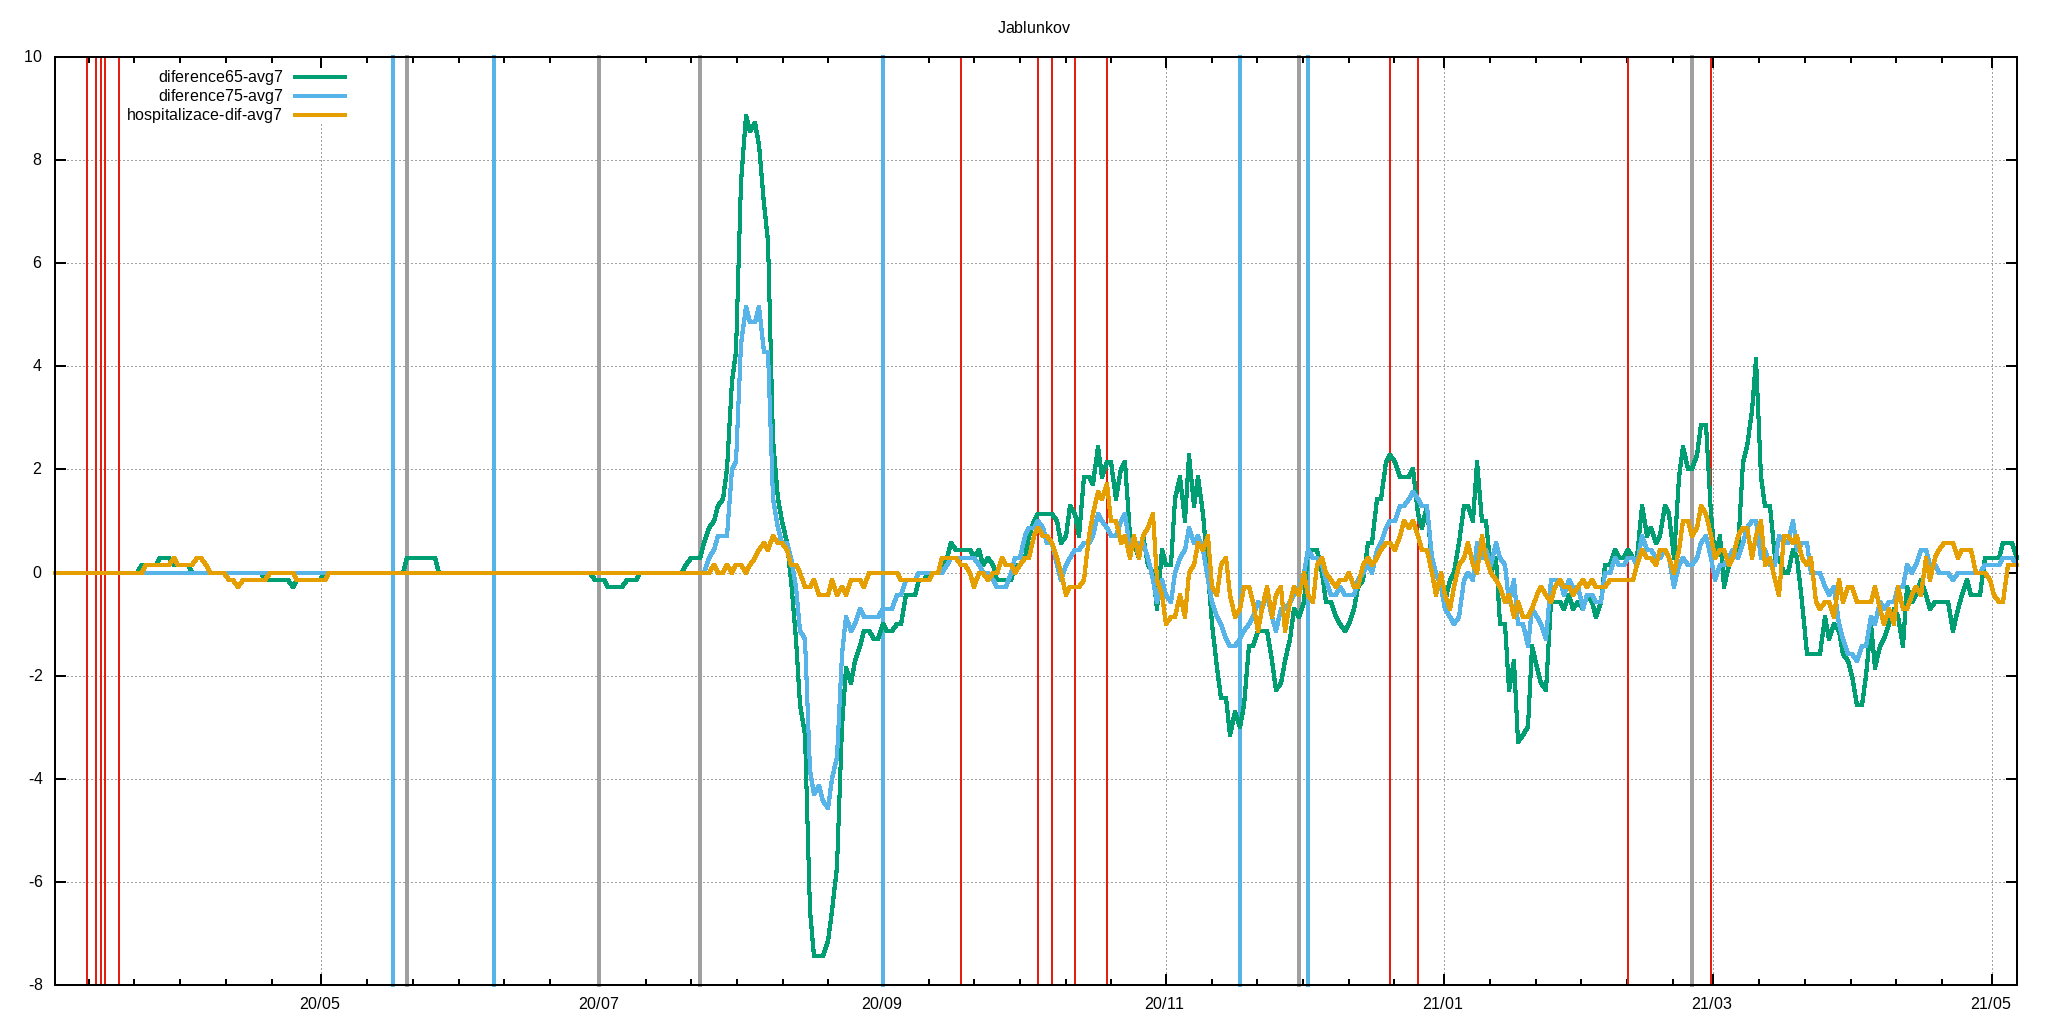 Jablunkov
diference65-avg7
diference75-avg7
hospitalizace-dif-avg7
10
8
6
4
2
0
-2
-4
-6
-8
20/05 20/07 20/09 20/11 21/01 21/03 21/05